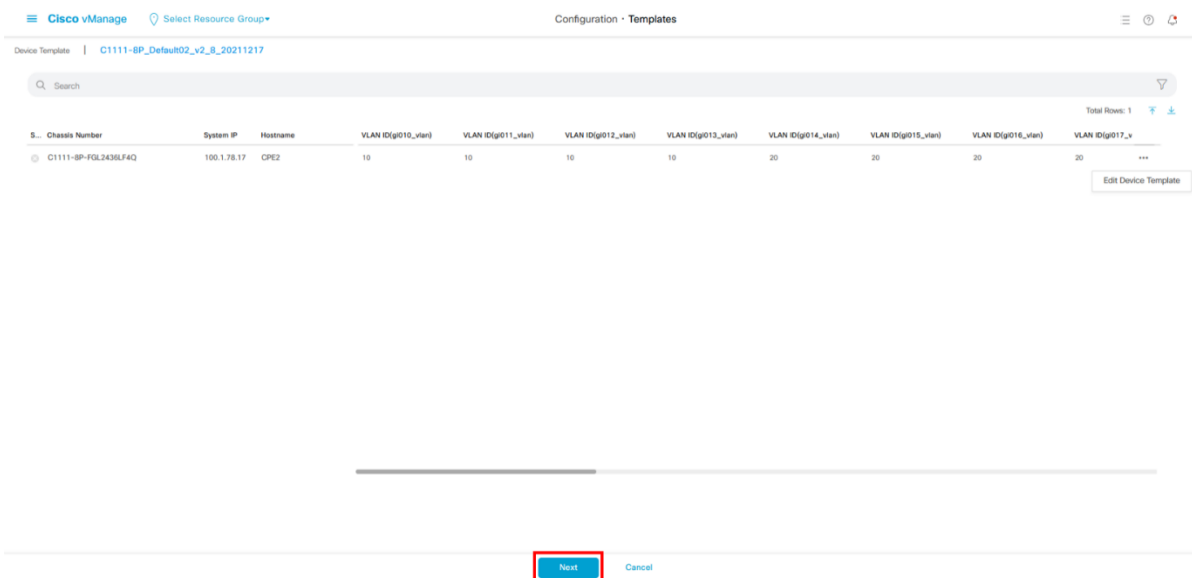 Cisco vManage Select Resource Group Configuration · Templates
Device Template | C1111-8P_Default02_v2_8_20211217
Search
Total Rows: 1
S... Chassis Number System IP Hostname VLAN ID(gi010_vlan) VLAN ID(gi011_vlan) VLAN ID(gi012_vlan) VLAN ID(gi013_vlan) VLAN ID(gi014_vlan) VLAN ID(gi015_vlan) VLAN ID(gi016_vlan) VLAN ID(gi017_v
C1111-8P-FGL2436LF4Q 100.1.78.17 CPE2 10 10 10 10 20 20 20 20 ...
Edit Device Template
Next Cancel